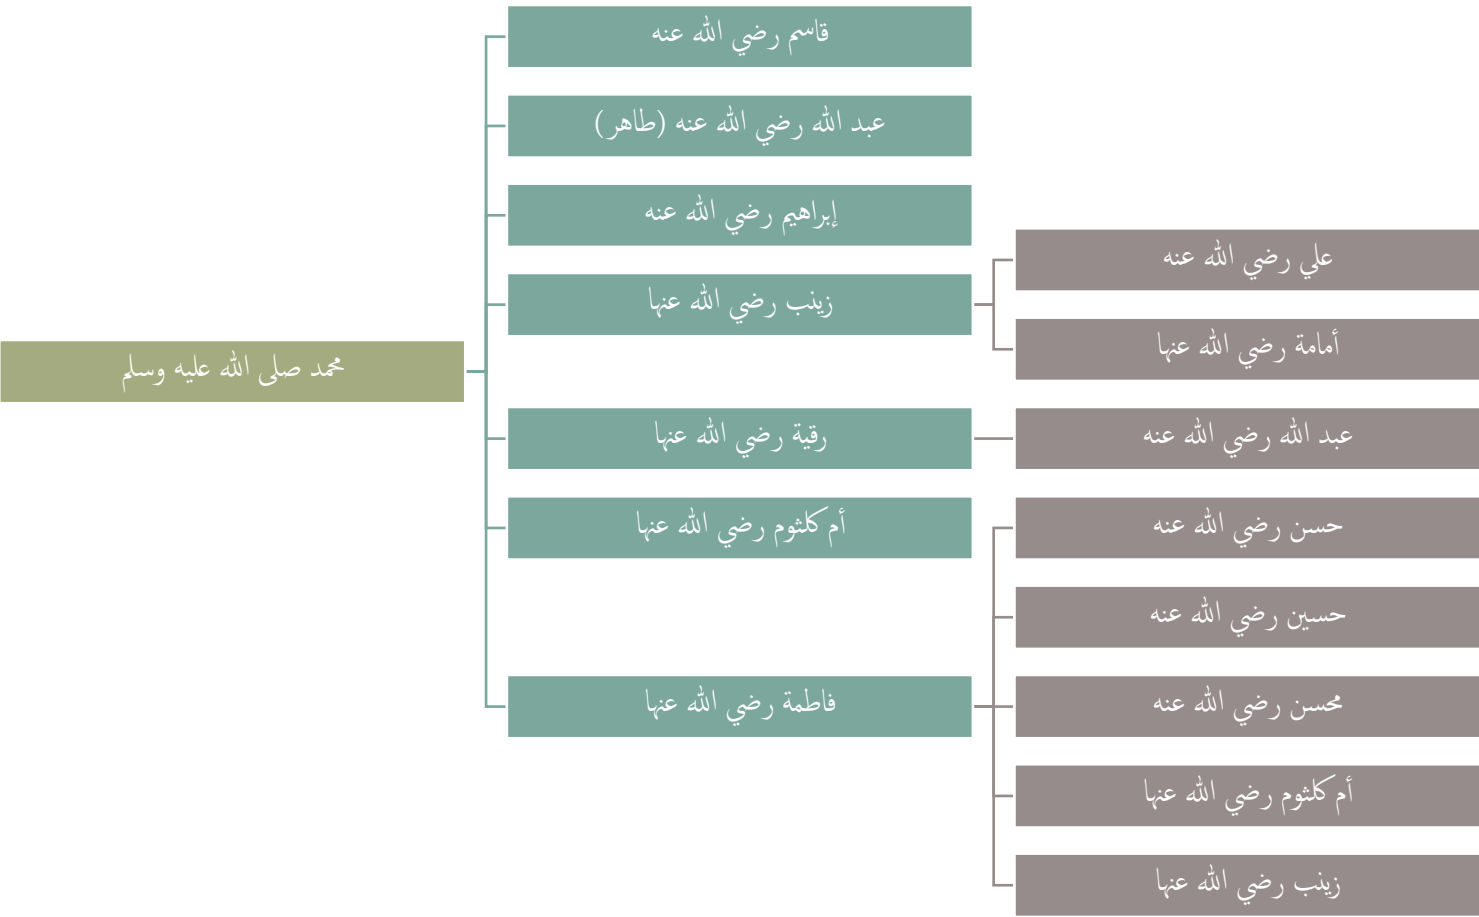 محمد صلى الله عليه وسلم
قاسم رضي الله عنه
عبد الله رضي الله عنه (طاهر)
إبراهيم رضي الله عنه
زينب رضي الله عنها
علي رضي الله عنه
أمامة رضي الله عنها
رقية رضي الله عنها
عبد الله رضي الله عنه
أم كلثوم رضي الله عنها
فاطمة رضي الله عنها
حسن رضي الله عنه
حسين رضي الله عنه
محسن رضي الله عنه
أم كلثوم رضي الله عنها
زينب رضي الله عنها